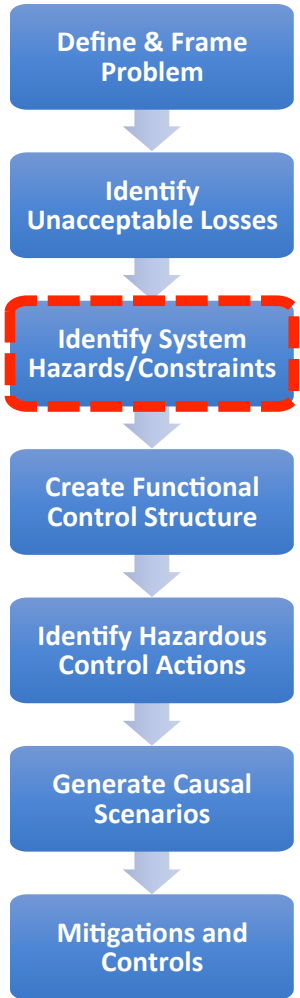 Define & Frame
Problem
Identify
Unacceptable Losses
Identify System
Hazards/Constraints
Create Functional
Control Structure
Identify Hazardous
Control Actions
Generate Causal
Scenarios
Mitigations and
Controls